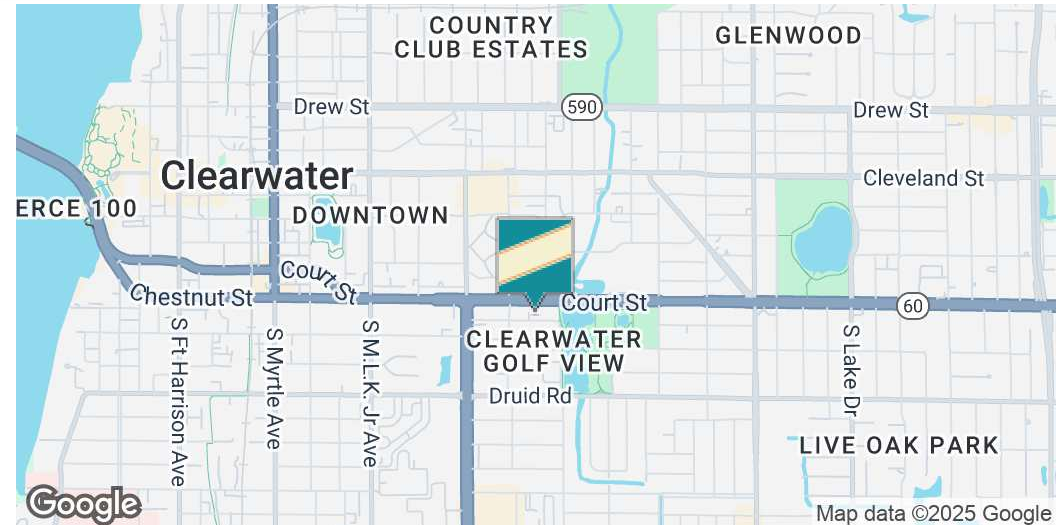 COUNTRY
CLUB ESTATES
GLENWOOD
Drew St
590
Drew St
Clearwater
Cleveland St
ERCE 100
DOWNTOWN
Court St
Chestnut St
Court St
60
CLEARWATER
GOLF VIEW
S Ft Harrison Ave
S Myrtle Ave
S M.L.K. Jr Ave
S Lake Dr
Druid Rd
LIVE OAK PARK
Google
Map data ©2025 Google